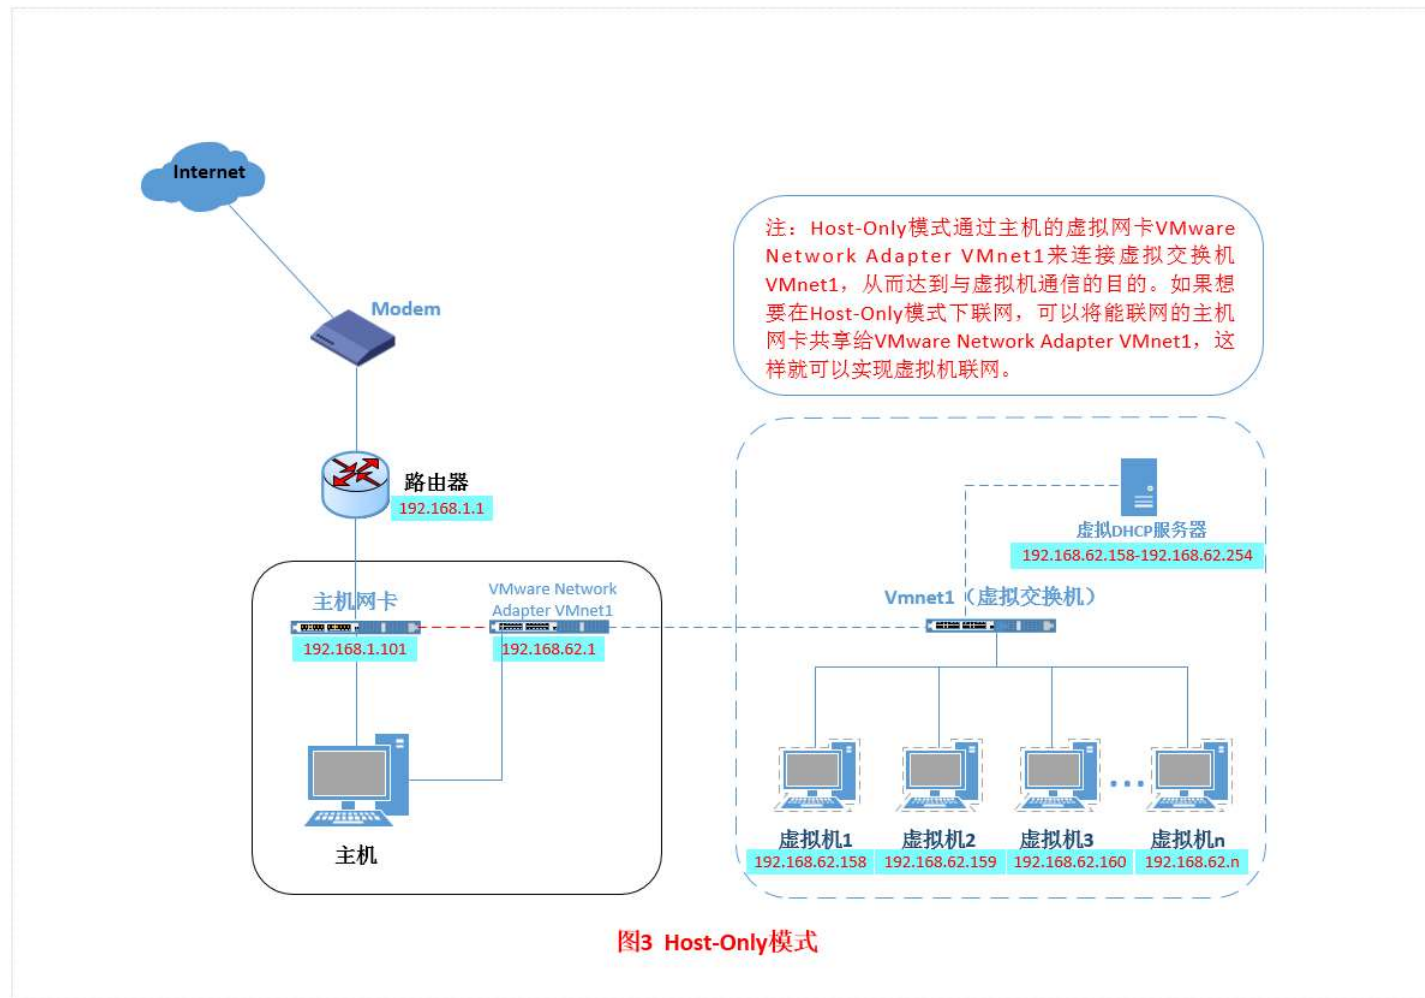 Internet
注：Host-Only模式通过主机的虚拟网卡VMware
Network Adapter VMnet1来连接虚拟交换机
VMnet1，从而达到与虚拟机通信的目的。如果想
要在Host-Only模式下联网，可以将能联网的主机
网卡共享给VMware Network Adapter VMnet1，这
样就可以实现虚拟机联网。
Modem
路由器
192.168.1.1
虚拟DHCP服务器
192.168.62.158-192.168.62.254
主机网卡
192.168.1.101
VMware Network
Adapter VMnet1
192.168.62.1
Vmnet1（虚拟交换机）
主机
虚拟机1
192.168.62.158
虚拟机2
192.168.62.159
虚拟机3
192.168.62.160
虚拟机n
192.168.62.n
图3 Host-Only模式